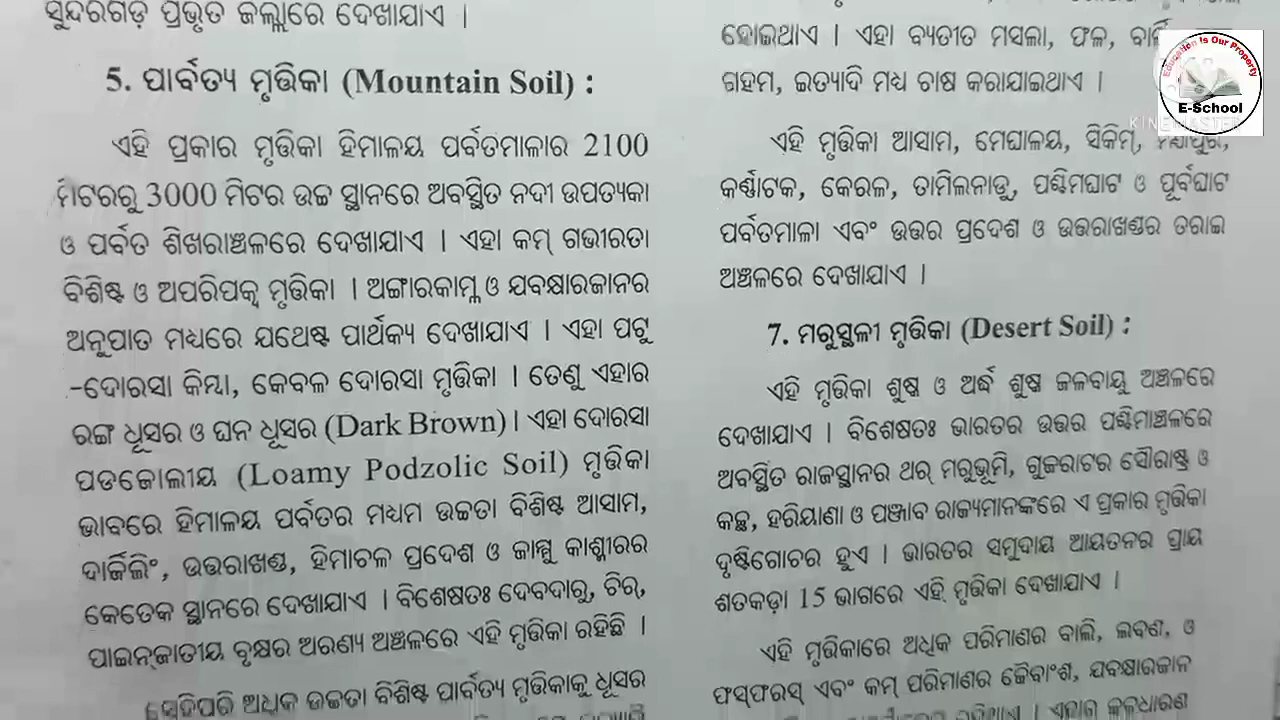 ସୁନ୍ଦରଗଡ଼ ପ୍ରଭୃତ ଜଲ୍ଲାରେ ଦେଖାଯାଏ ।
5. ପାର୍ବତ୍ୟ ମୃତ୍ତିକା (Mountain Soil) :
ଏହି ପ୍ରକାର ମୃତ୍ତିକା ହିମାଳୟ ପର୍ବତମାଳାର 2100
ମିଟରରୁ 3000 ମିଟର ଉଚ୍ଚ ସ୍ଥାନରେ ଅବସ୍ଥିତ ନଦୀ ଉପତ୍ୟକା
ଓ ପର୍ବତ ଶିଖରାଞ୍ଚଳରେ ଦେଖାଯାଏ । ଏହା କମ୍ ଗଭୀରତା
ବିଶିଷ୍ଟ ଓ ଅପରିପକ୍ୱ ମୃତ୍ତିକା । ଅଙ୍ଗାରକାମ୍ଳ ଓ ଯବକ୍ଷାରଜାନର
ଅନୁପାତ ମଧ୍ୟରେ ଯଥେଷ୍ଟ ପାର୍ଥକ୍ୟ ଦେଖାଯାଏ । ଏହା ପଟୁ
-ଦୋରସା କିମ୍ବା, କେବଳ ଦୋରସା ମୃତ୍ତିକା । ତେଣୁ ଏହାର
ରଙ୍ଗ ଧୂସର ଓ ଘନ ଧୂସର (Dark Brown) । ଏହା ଦୋରସା
ପଡଜୋଲୀୟ (Loamy Podzolic Soil) ମୃତ୍ତିକା
ଭାବରେ ହିମାଳୟ ପର୍ବତର ମଧ୍ୟମ ଉଚ୍ଚତା ବିଶିଷ୍ଟ ଆସାମ,
ଦାର୍ଜିଲିଂ, ଉତ୍ତରାଖଣ୍ଡ, ହିମାଚଳ ପ୍ରଦେଶ ଓ ଜାମ୍ମୁ କାଶ୍ମୀରର
କେତେକ ସ୍ଥାନରେ ଦେଖାଯାଏ । ବିଶେଷତଃ ଦେବଦାରୁ, ଚିର୍,
ପାଇନ୍‌ଜାତୀୟ ବୃକ୍ଷର ଅରଣ୍ୟ ଅଞ୍ଚଳରେ ଏହି ମୃତ୍ତିକା ରହିଛି ।
ସେହିପରି ଅଧିକ ଉଚ୍ଚତା ବିଶିଷ୍ଟ ପାର୍ବତ୍ୟ ମୃତ୍ତିକାକୁ ଧୂସର
ହୋଇଥାଏ । ଏହା ବ୍ୟତୀତ ମସଲା, ଫଳ,
ଗହମ, ଇତ୍ୟାଦି ମଧ୍ୟ ଚାଷ କରାଯାଇଥାଏ ।
ଏହି ମୃତ୍ତିକା ଆସାମ, ମେଘାଳୟ, ସିକିମ୍,
କର୍ଣ୍ଣାଟକ, କେରଳ, ତାମିଲନାଡୁ, ପଶ୍ଚିମଘାଟ ଓ ପୂର୍ବଘାଟ
ପର୍ବତମାଳା ଏବଂ ଉତ୍ତର ପ୍ରଦେଶ ଓ ଉତ୍ତରାଖଣ୍ଡର ତରାଇ
ଅଞ୍ଚଳରେ ଦେଖାଯାଏ ।
7. ମରୁସ୍ଥଳୀ ମୃତ୍ତିକା (Desert Soil) :
ଏହି ମୃତ୍ତିକା ଶୁଷ୍କ ଓ ଅର୍ଦ୍ଧ ଶୁଷ୍କ ଜଳବାୟୁ ଅଞ୍ଚଳରେ
ଦେଖାଯାଏ । ବିଶେଷତଃ ଭାରତର ଉତ୍ତର ପଶ୍ଚିମାଞ୍ଚଳରେ
ଅବସ୍ଥିତ ରାଜସ୍ଥାନର ଥର୍ ମରୁଭୂମି, ଗୁଜରାଟର ସୌରାଷ୍ଟ୍ର ଓ
କଚ୍ଛ, ହରିୟାଣା ଓ ପଞ୍ଜାବ ରାଜ୍ୟମାନଙ୍କରେ ଏ ପ୍ରକାର ମୃତ୍ତିକା
ଦୃଷ୍ଟିଗୋଚର ହୁଏ । ଭାରତର ସମୁଦାୟ ଆୟତନର ପ୍ରାୟ
ଶତକଡ଼ା 15 ଭାଗରେ ଏହି ମୃତ୍ତିକା ଦେଖାଯାଏ ।
ଏହି ମୃତ୍ତିକାରେ ଅଧିକ ପରିମାଣର ବାଲି, ଲବଣ, ଓ
ଫସ୍‌ଫରସ୍ ଏବଂ କମ୍ ପରିମାଣର ଜୈବାଂଶ, ଯବକ୍ଷାରଜାନ
Education Is Our Property
E-School
KINEMASTER